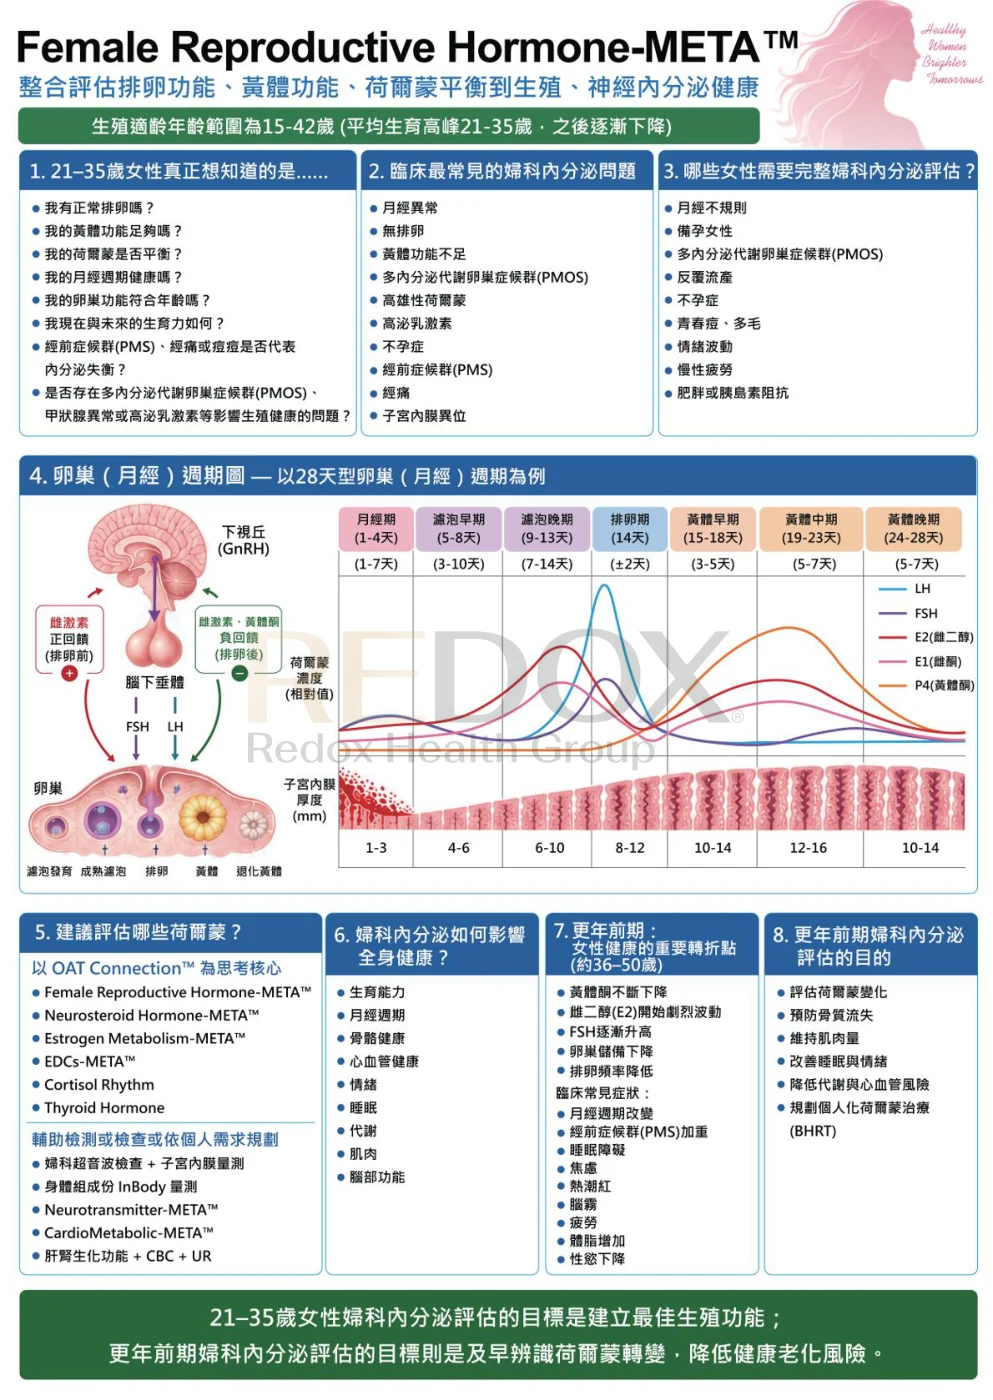 Female Reproductive Hormone-META™
Healthy
Women
Brighter
Tomorrows
整合評估排卵功能、黃體功能、荷爾蒙平衡到生殖、神經內分泌健康
生殖適齡年齡範圍為15-42歲 (平均生育高峰21-35歲，之後逐漸下降)
1. 21–35歲女性真正想知道的是......
● 我有正常排卵嗎？
● 我的黃體功能足夠嗎？
● 我的荷爾蒙是否平衡？
● 我的月經週期健康嗎？
● 我的卵巢功能符合年齡嗎？
● 我現在與未來的生育力如何？
● 經前症候群(PMS)、經痛或痘痘是否代表
內分泌失衡？
● 是否存在多內分泌代謝卵巢症候群(PMOS)、
甲狀腺異常或高泌乳激素等影響生殖健康的問題？
2. 臨床最常見的婦科內分泌問題
● 月經異常
● 無排卵
● 黃體功能不足
● 多內分泌代謝卵巢症候群(PMOS)
● 高雄性荷爾蒙
● 高泌乳激素
● 不孕症
● 經前症候群(PMS)
● 經痛
● 子宮內膜異位
3. 哪些女性需要完整婦科內分泌評估？
● 月經不規則
● 備孕女性
● 多內分泌代謝卵巢症候群(PMOS)
● 反覆流產
● 不孕症
● 青春痘、多毛
● 情緒波動
● 慢性疲勞
● 肥胖或胰島素阻抗
4. 卵巢（月經）週期圖 — 以28天型卵巢（月經）週期為例
下視丘
(GnRH)
雌激素
正回饋
(排卵前)
+
雌激素、黃體酮
負回饋
(排卵後)
−
腦下垂體
FSH LH
卵巢
濾泡發育 成熟濾泡 排卵 黃體 退化黃體
月經期 濾泡早期 濾泡晚期 排卵期 黃體早期 黃體中期 黃體晚期
(1-4天) (5-8天) (9-13天) (14天) (15-18天) (19-23天) (24-28天)
(1-7天) (3-10天) (7-14天) (±2天) (3-5天) (5-7天) (5-7天)
LH
FSH
E2(雌二醇)
E1(雌酮)
P4(黃體酮)
荷爾蒙
濃度
(相對值)
REDOX®
Redox Health Group
子宮內膜
厚度
(mm)
1-3 4-6 6-10 8-12 10-14 12-16 10-14
5. 建議評估哪些荷爾蒙？
以 OAT Connection™ 為思考核心
● Female Reproductive Hormone-META™
● Neurosteroid Hormone-META™
● Estrogen Metabolism-META™
● EDCs-META™
● Cortisol Rhythm
● Thyroid Hormone
輔助檢測或檢查或依個人需求規劃
● 婦科超音波檢查 + 子宮內膜量測
● 身體組成份 InBody 量測
● Neurotransmitter-META™
● CardioMetabolic-META™
● 肝腎生化功能 + CBC + UR
6. 婦科內分泌如何影響
全身健康？
● 生育能力
● 月經週期
● 骨骼健康
● 心血管健康
● 情緒
● 睡眠
● 代謝
● 肌肉
● 腦部功能
7. 更年前期：
女性健康的重要轉折點
(約36–50歲)
● 黃體酮不斷下降
● 雌二醇(E2)開始劇烈波動
● FSH逐漸升高
● 卵巢儲備下降
● 排卵頻率降低
臨床常見症狀：
● 月經週期改變
● 經前症候群(PMS)加重
● 睡眠障礙
● 焦慮
● 熱潮紅
● 腦霧
● 疲勞
● 體脂增加
● 性慾下降
8. 更年前期婦科內分泌
評估的目的
● 評估荷爾蒙變化
● 預防骨質流失
● 維持肌肉量
● 改善睡眠與情緒
● 降低代謝與心血管風險
● 規劃個人化荷爾蒙治療
(BHRT)
21–35歲女性婦科內分泌評估的目標是建立最佳生殖功能；
更年前期婦科內分泌評估的目標則是及早辨識荷爾蒙轉變，降低健康老化風險。